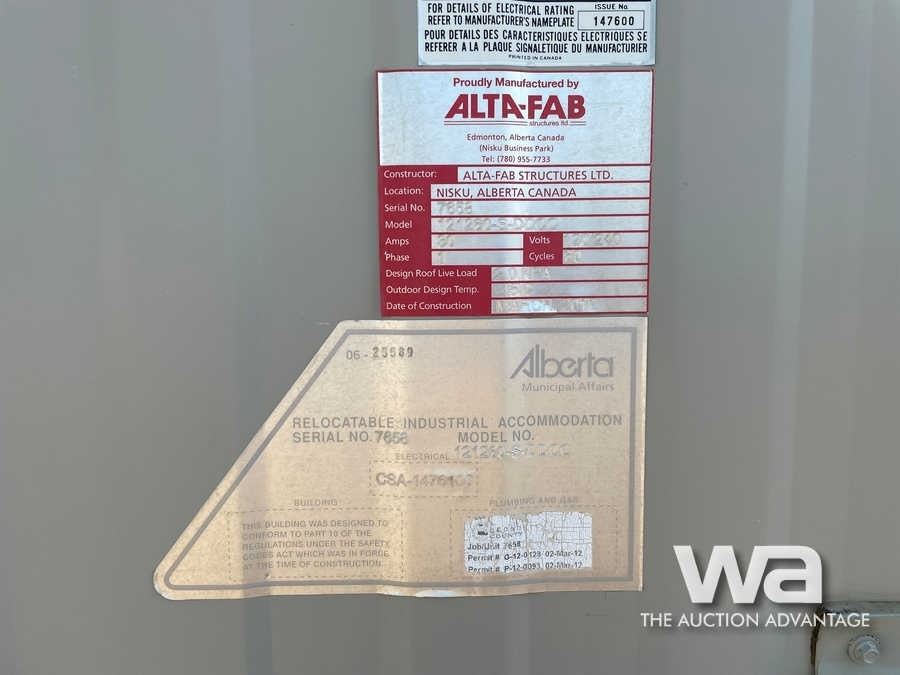 FOR DETAILS OF ELECTRICAL RATING
REFER TO MANUFACTURER'S NAMEPLATE
ISSUE No.
147600
POUR DETAILS DES CARACTERISTIQUES ELECTRIQUES SE
REFERER A LA PLAQUE SIGNALETIQUE DU MANUFACTURIER
PRINTED IN CANADA
Proudly Manufactured by
ALTA-FAB
structures ltd.
Edmonton, Alberta Canada
(Nisku Business Park)
Tel: (780) 955-7733
Constructor: ALTA-FAB STRUCTURES LTD.
Location: NISKU, ALBERTA CANADA
Serial No. 7658
Model
Amps Volts
Phase Cycles
Design Roof Live Load
Outdoor Design Temp.
Date of Construction
06 -
Alberta
Municipal Affairs
RELOCATABLE INDUSTRIAL ACCOMMODATION
SERIAL NO. 7658 MODEL NO.
ELECTRICAL
BUILDING
PLUMBING AND GAS
THIS BUILDING WAS DESIGNED TO
CONFORM TO PART 10 OF THE
REGULATIONS UNDER THE SAFETY
CODES ACT WHICH WAS IN FORCE
AT THE TIME OF CONSTRUCTION.
COUNTY
Job/Unit 7658
Permit # G-12-0128 02-Mar-12
Permit # P-12-0093 02-Mar-12
wa
THE AUCTION ADVANTAGE